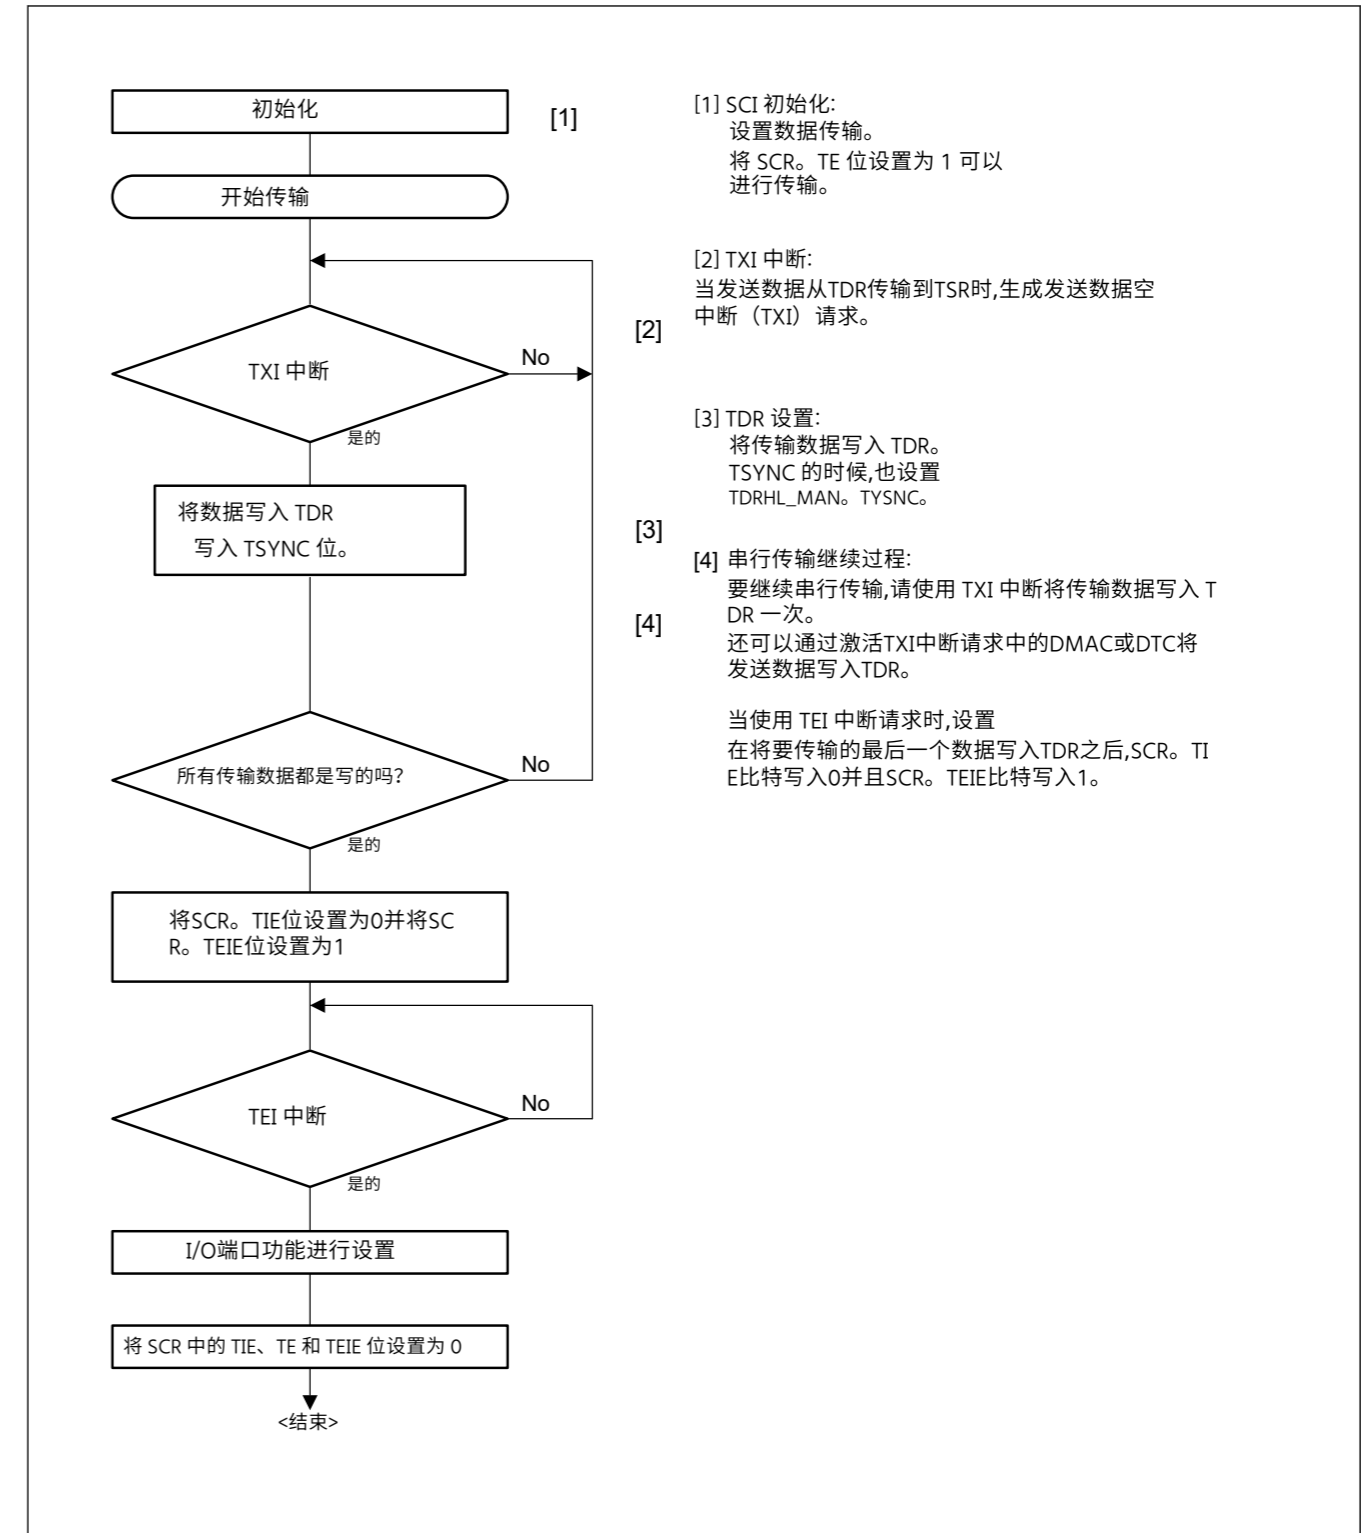 初始化
[1]
开始传输
TXI 中断
No
[2]
是的
将数据写入 TDR
写入 TSYNC 位。
[3]
[4]
所有传输数据都是写的吗?
No
是的
将SCR。TIE位设置为0并将SC
R。TEIE位设置为1
TEI 中断
No
是的
I/O端口功能进行设置
将 SCR 中的 TIE、TE 和 TEIE 位设置为 0
<结束>
[1] SCI 初始化:
设置数据传输。
将 SCR。TE 位设置为 1 可以
进行传输。
[2] TXI 中断:
当发送数据从TDR传输到TSR时,生成发送数据空
中断（TXI）请求。
[3] TDR 设置:
将传输数据写入 TDR。
TSYNC 的时候,也设置
TDRHL_MAN。TYSNC。
[4] 串行传输继续过程:
要继续串行传输,请使用 TXI 中断将传输数据写入 T
DR 一次。
还可以通过激活TXI中断请求中的DMAC或DTC将
发送数据写入TDR。
当使用 TEI 中断请求时,设置
在将要传输的最后一个数据写入TDR之后,SCR。TI
E比特写入0并且SCR。TEIE比特写入1。